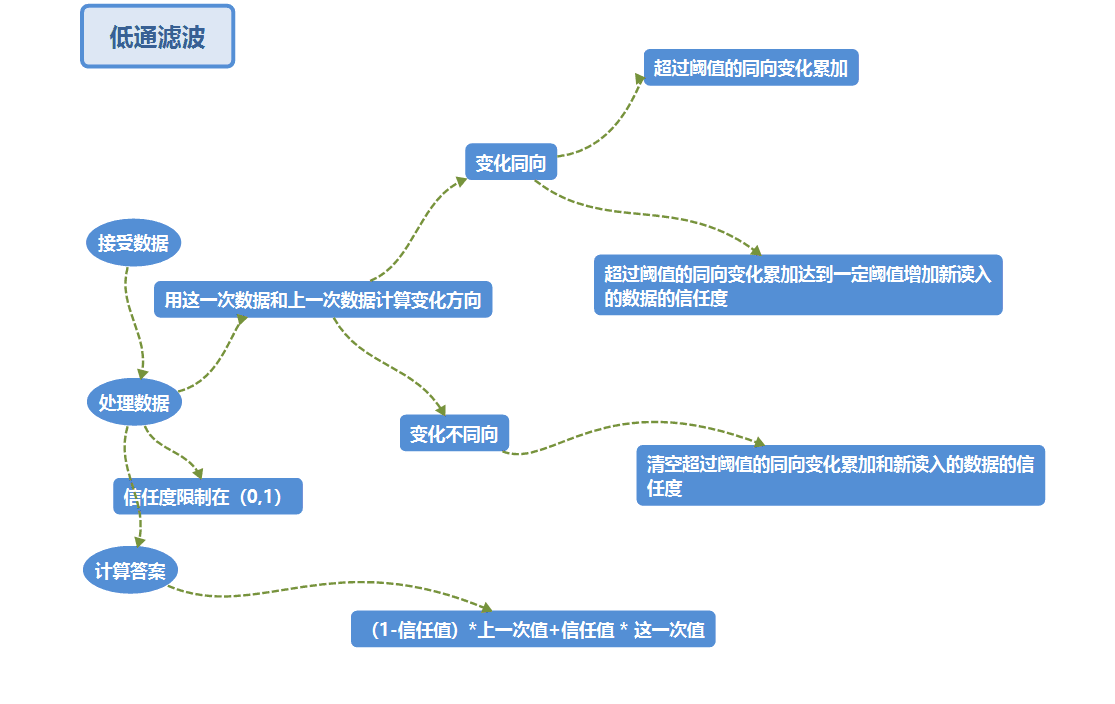 低通滤波
超过阈值的同向变化累加
变化同向
接受数据
超过阈值的同向变化累加达到一定阈值增加新读入
的数据的信任度
用这一次数据和上一次数据计算变化方向
处理数据
变化不同向
清空超过阈值的同向变化累加和新读入的数据的信
任度
信任度限制在（0,1）
计算答案
（1-信任值）*上一次值+信任值 * 这一次值